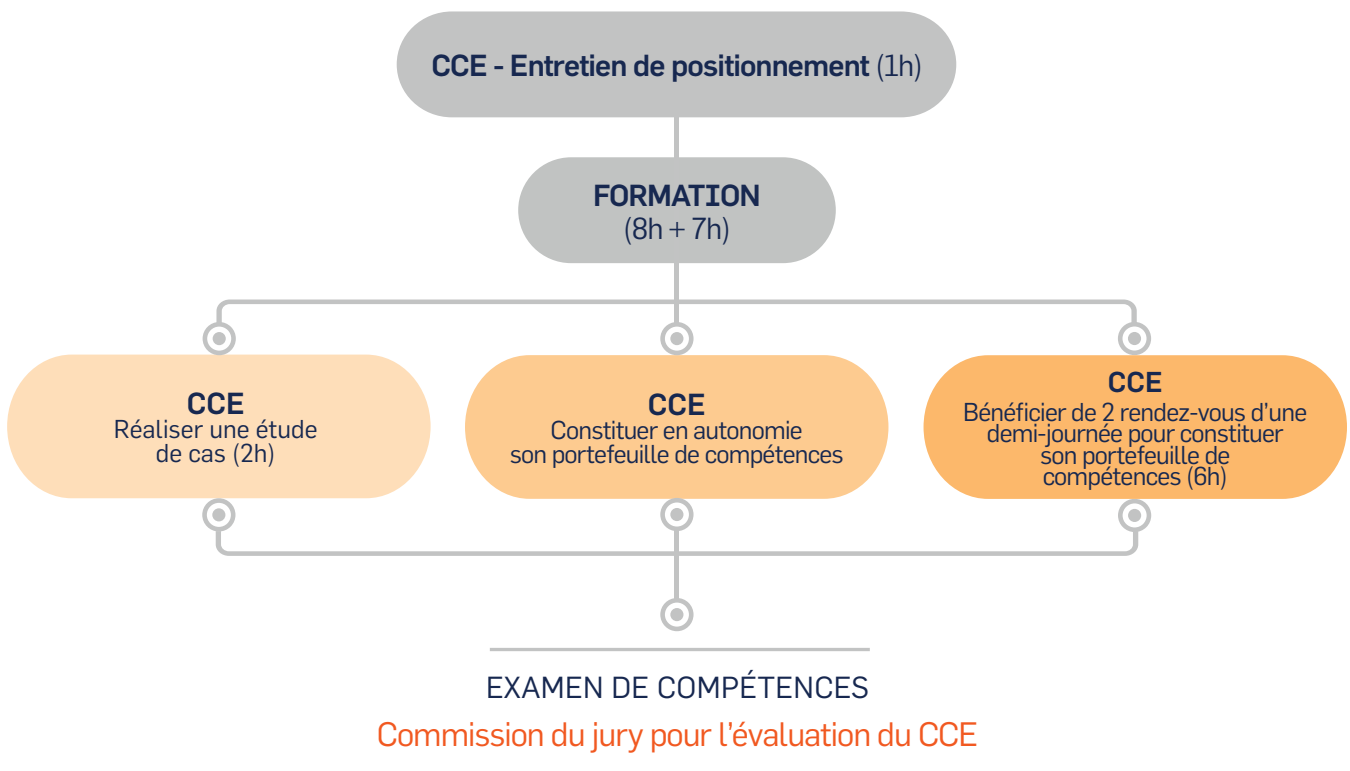 CCE - Entretien de positionnement (1h)
FORMATION
(8h + 7h)
CCE
Réaliser une étude
de cas (2h)
CCE
Constituer en autonomie
son portefeuille de compétences
CCE
Bénéficier de 2 rendez-vous d’une
demi-journée pour constituer
son portefeuille de
compétences (6h)
EXAMEN DE COMPÉTENCES
Commission du jury pour l’évaluation du CCE